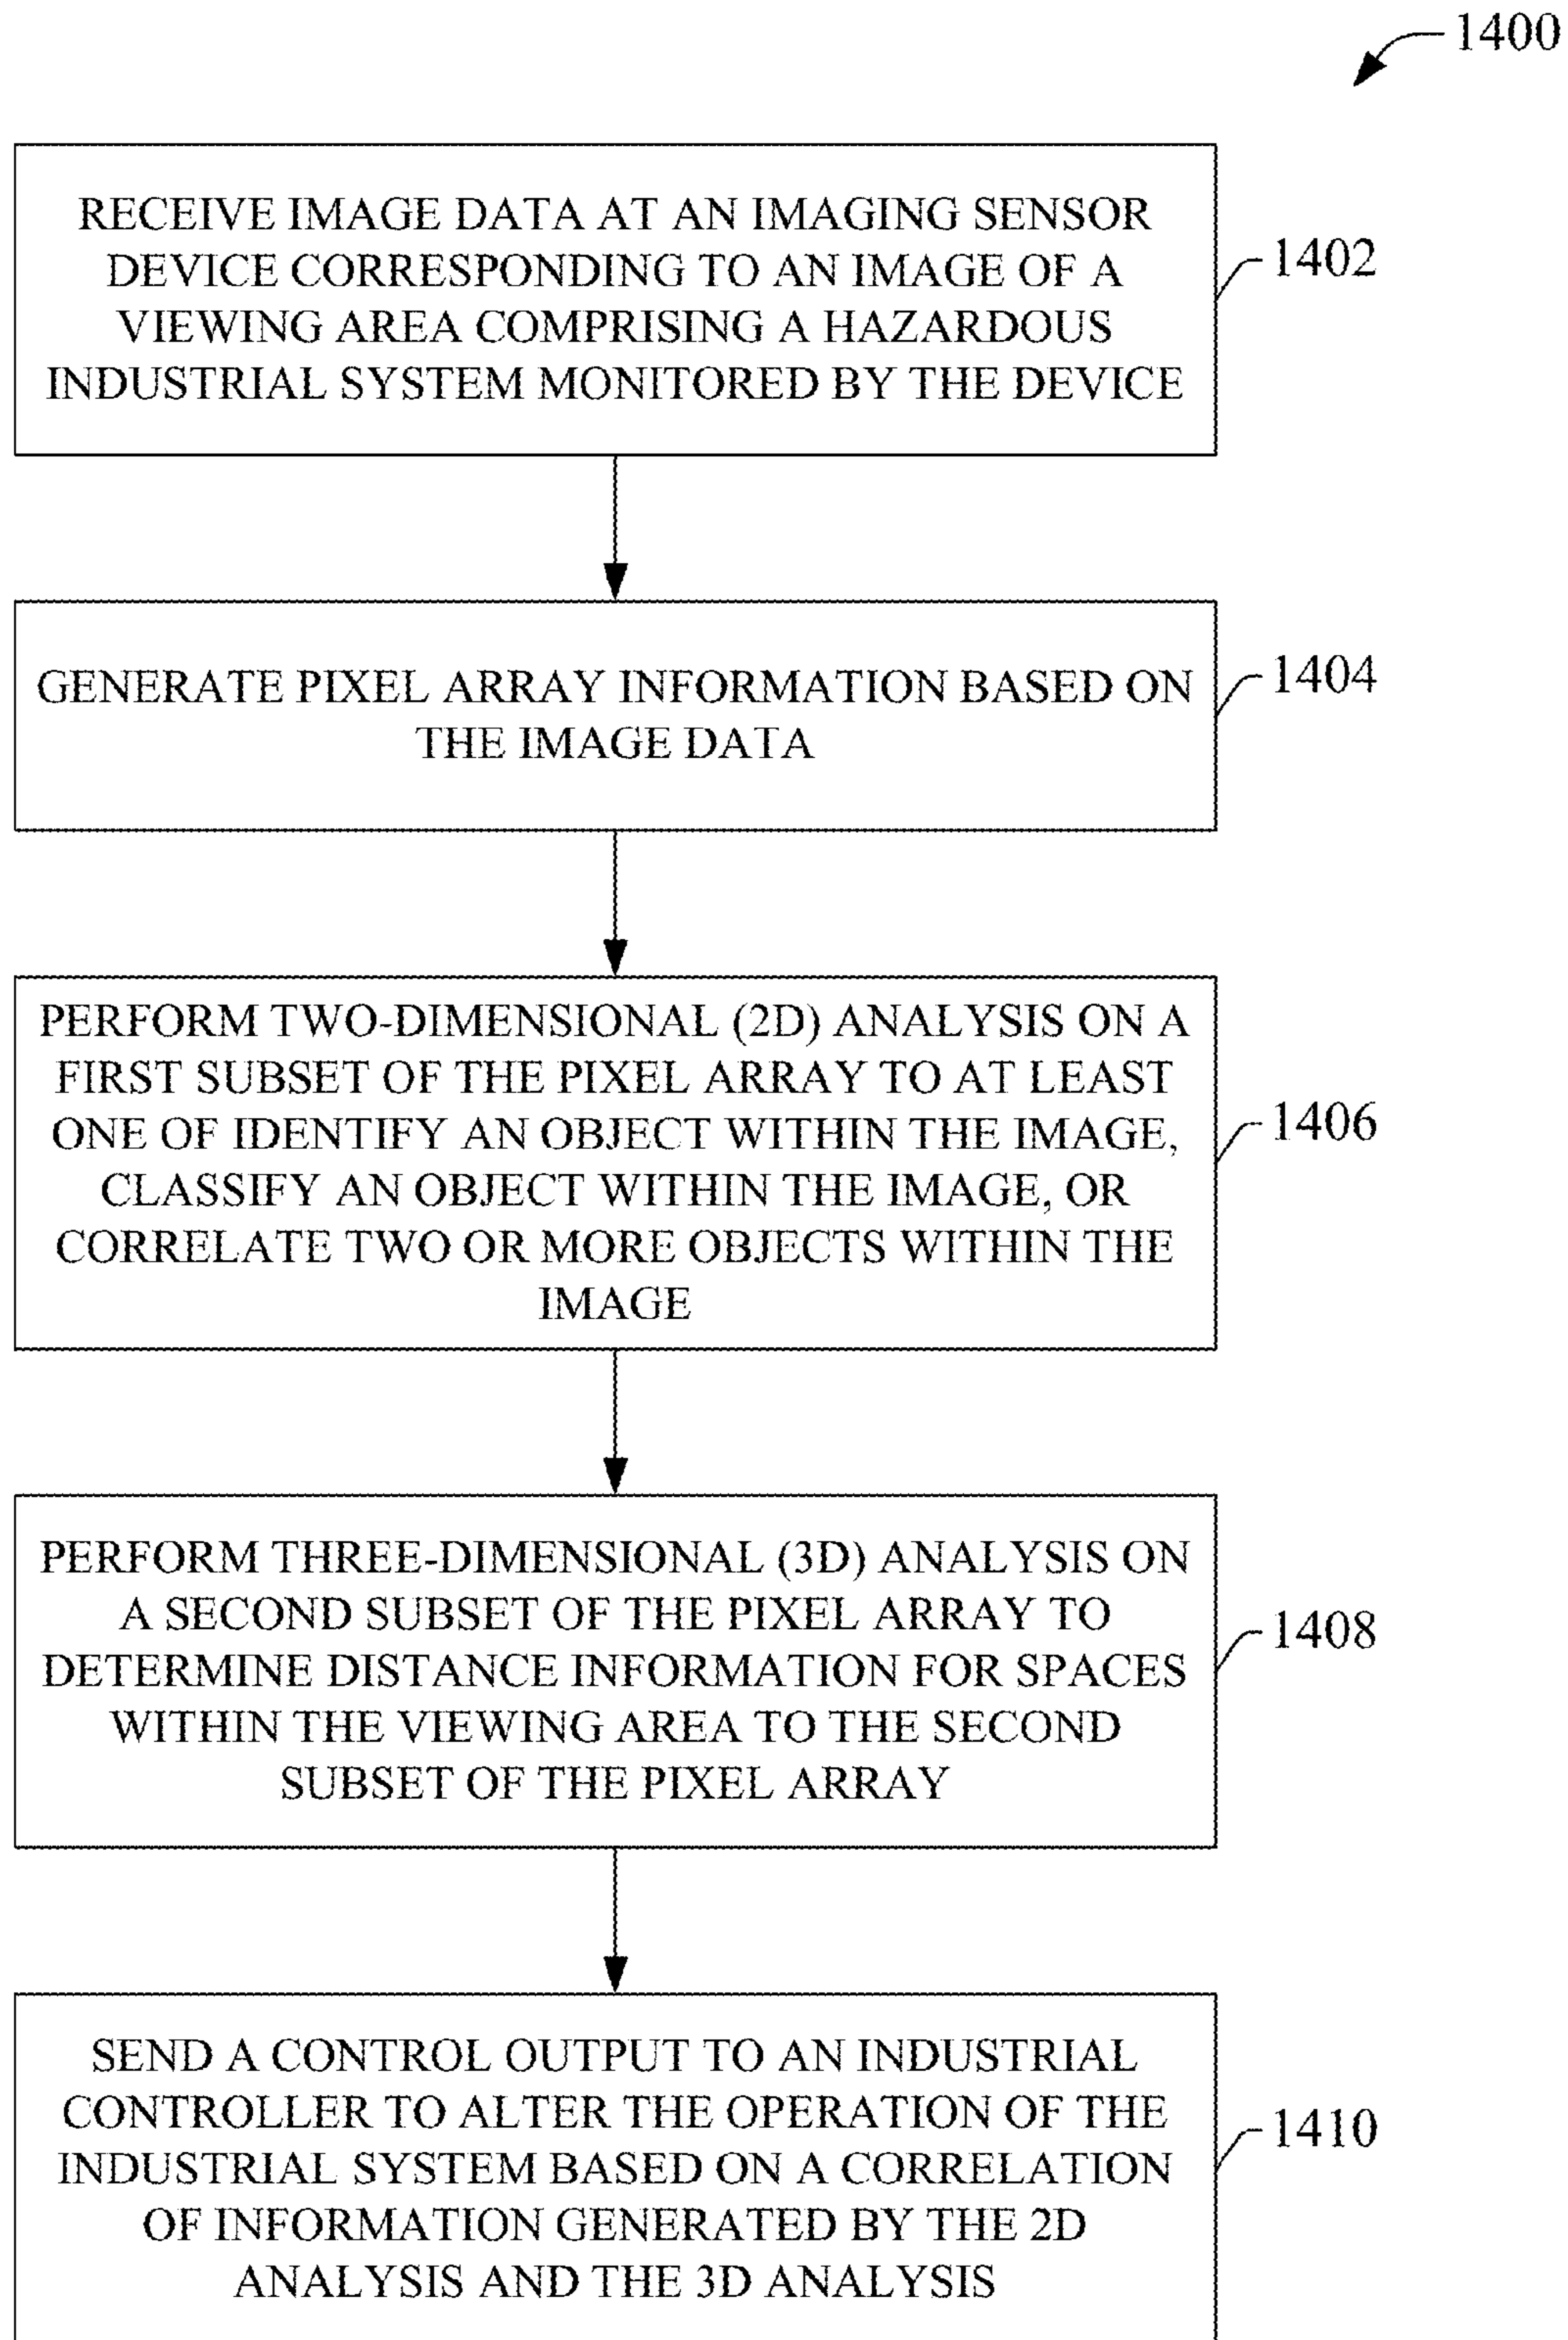 1400
RECEIVE IMAGE DATA AT AN IMAGING SENSOR
DEVICE CORRESPONDING TO AN IMAGE OF A
VIEWING AREA COMPRISING A HAZARDOUS
INDUSTRIAL SYSTEM MONITORED BY THE DEVICE
1402
GENERATE PIXEL ARRAY INFORMATION BASED ON
THE IMAGE DATA
1404
PERFORM TWO-DIMENSIONAL (2D) ANALYSIS ON A
FIRST SUBSET OF THE PIXEL ARRAY TO AT LEAST
ONE OF IDENTIFY AN OBJECT WITHIN THE IMAGE,
CLASSIFY AN OBJECT WITHIN THE IMAGE, OR
CORRELATE TWO OR MORE OBJECTS WITHIN THE
IMAGE
1406
PERFORM THREE-DIMENSIONAL (3D) ANALYSIS ON
A SECOND SUBSET OF THE PIXEL ARRAY TO
DETERMINE DISTANCE INFORMATION FOR SPACES
WITHIN THE VIEWING AREA TO THE SECOND
SUBSET OF THE PIXEL ARRAY
1408
SEND A CONTROL OUTPUT TO AN INDUSTRIAL
CONTROLLER TO ALTER THE OPERATION OF THE
INDUSTRIAL SYSTEM BASED ON A CORRELATION
OF INFORMATION GENERATED BY THE 2D
ANALYSIS AND THE 3D ANALYSIS
1410